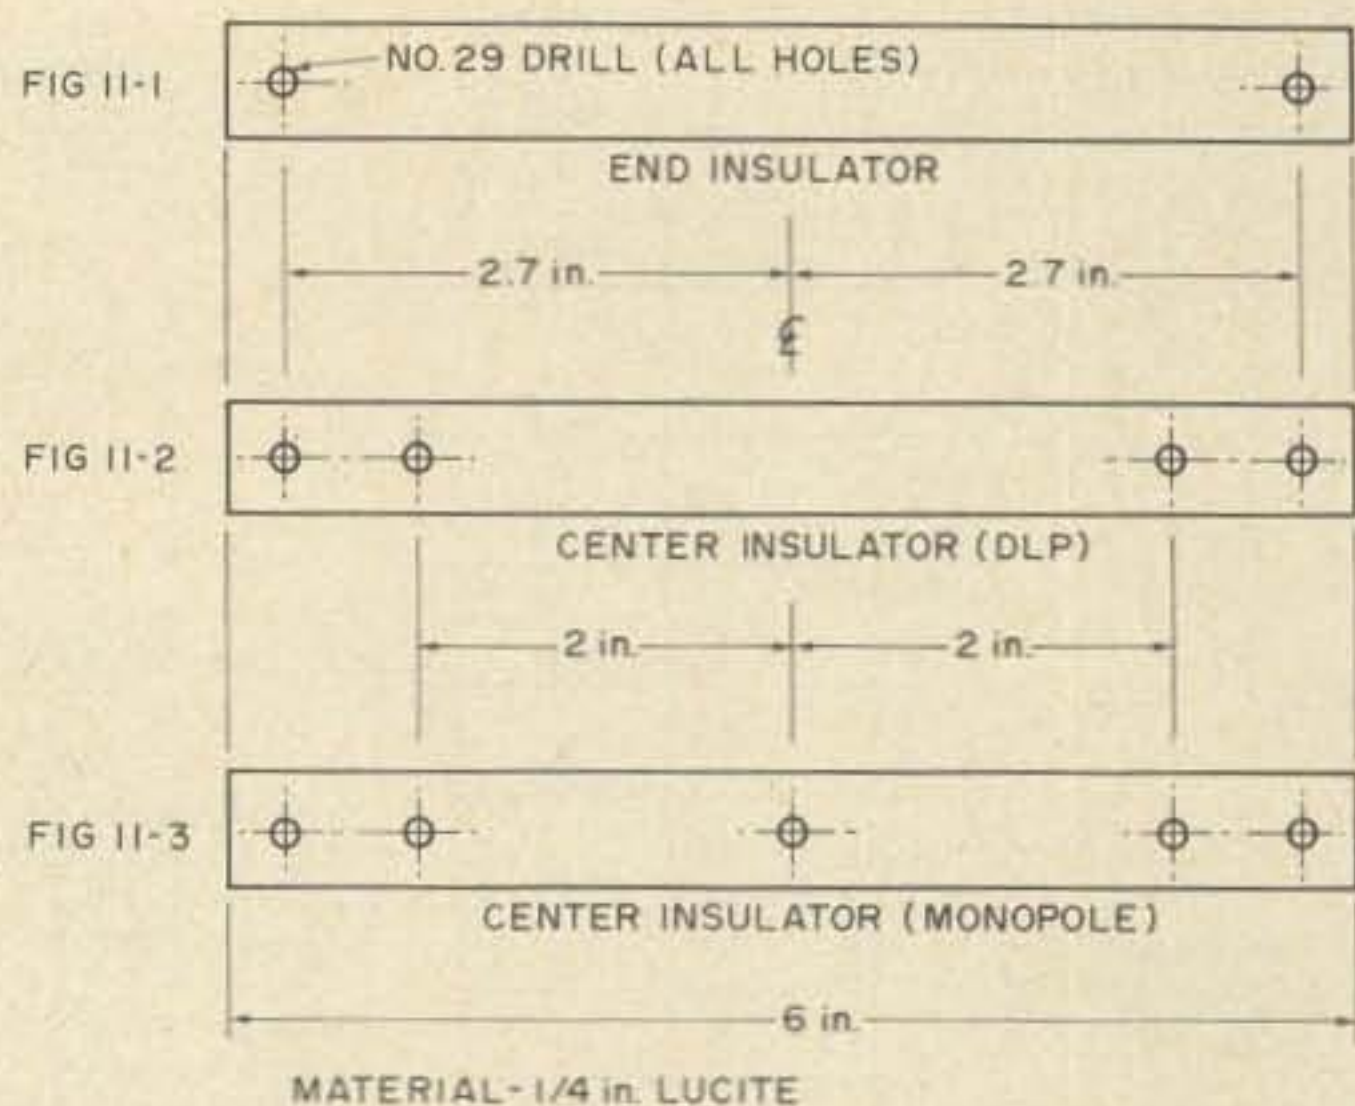 FIG 11-1
NO. 29 DRILL (ALL HOLES)
END INSULATOR
2.7 in. 2 7 in.
℄
FIG 11-2
CENTER INSULATOR (DLP)
2 in. 2 in.
FIG 11-3
CENTER INSULATOR (MONOPOLE)
6 in.
MATERIAL-1/4 in. LUCITE